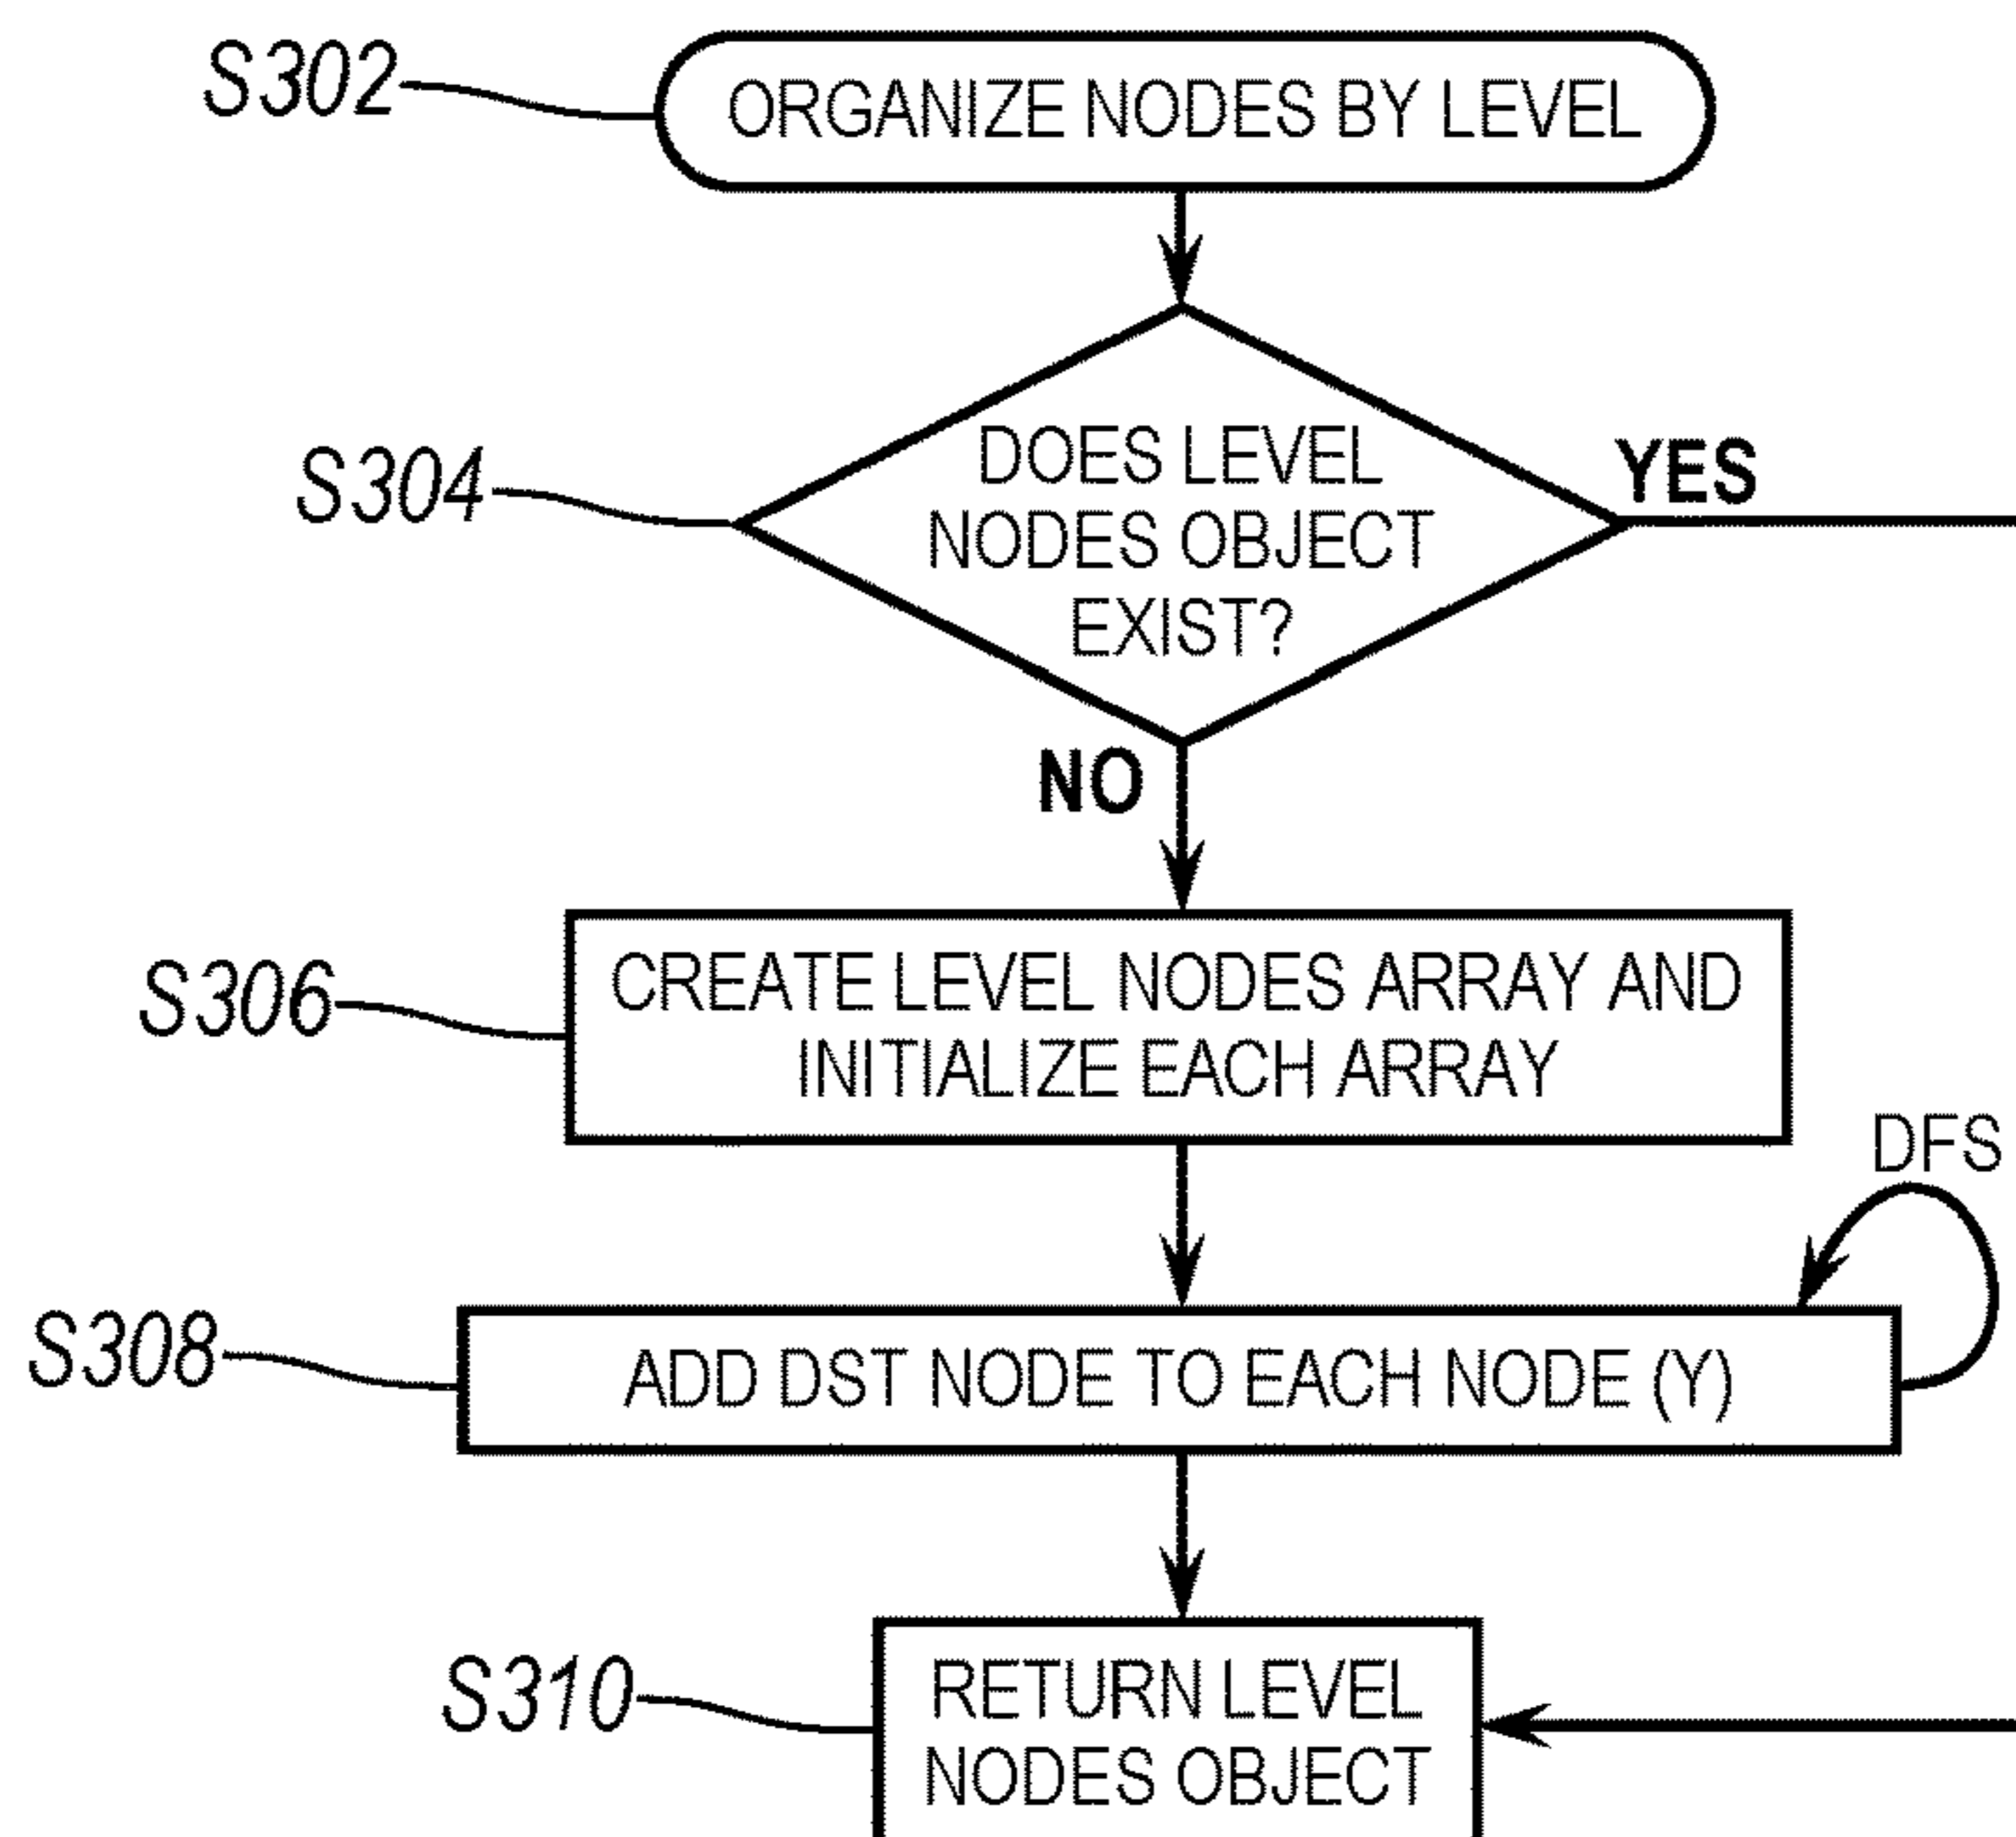 S302
ORGANIZE NODES BY LEVEL
S304
DOES LEVEL
NODES OBJECT
EXIST?
YES
NO
S306
CREATE LEVEL NODES ARRAY AND
INITIALIZE EACH ARRAY
DFS
S308
ADD DST NODE TO EACH NODE (Y)
S310
RETURN LEVEL
NODES OBJECT